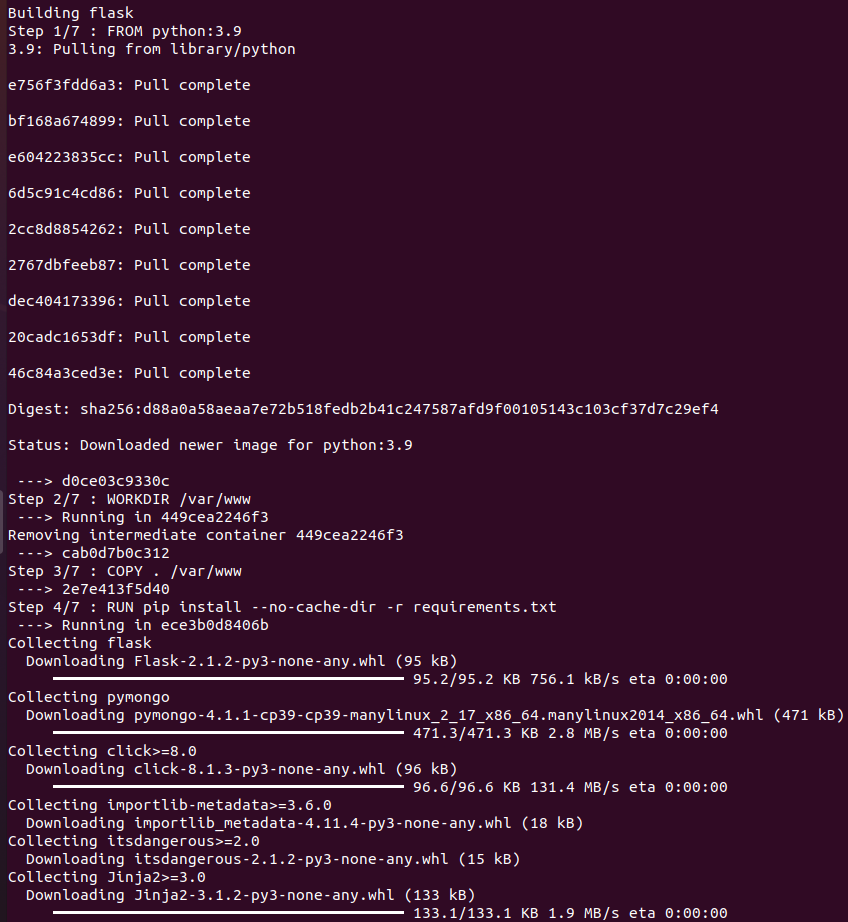 Building flask
Step 1/7 : FROM python:3.9
3.9: Pulling from library/python
e756f3fdd6a3: Pull complete
bf168a674899: Pull complete
e604223835cc: Pull complete
6d5c91c4cd86: Pull complete
2cc8d8854262: Pull complete
2767dbfeeb87: Pull complete
dec404173396: Pull complete
20cadc1653df: Pull complete
46c84a3ced3e: Pull complete
Digest: sha256:d88a0a58aeaa7e72b518fedb2b41c247587afd9f00105143c103cf37d7c29ef4
Status: Downloaded newer image for python:3.9
 ---> d0ce03c9330c
Step 2/7 : WORKDIR /var/www
 ---> Running in 449cea2246f3
Removing intermediate container 449cea2246f3
 ---> cab0d7b0c312
Step 3/7 : COPY . /var/www
 ---> 2e7e413f5d40
Step 4/7 : RUN pip install --no-cache-dir -r requirements.txt
 ---> Running in ece3b0d8406b
Collecting flask
  Downloading Flask-2.1.2-py3-none-any.whl (95 kB)
95.2/95.2 KB 756.1 kB/s eta 0:00:00
Collecting pymongo
  Downloading pymongo-4.1.1-cp39-cp39-manylinux_2_17_x86_64.manylinux2014_x86_64.whl (471 kB)
471.3/471.3 KB 2.8 MB/s eta 0:00:00
Collecting click>=8.0
  Downloading click-8.1.3-py3-none-any.whl (96 kB)
96.6/96.6 KB 131.4 MB/s eta 0:00:00
Collecting importlib-metadata>=3.6.0
  Downloading importlib_metadata-4.11.4-py3-none-any.whl (18 kB)
Collecting itsdangerous>=2.0
  Downloading itsdangerous-2.1.2-py3-none-any.whl (15 kB)
Collecting Jinja2>=3.0
  Downloading Jinja2-3.1.2-py3-none-any.whl (133 kB)
133.1/133.1 KB 1.9 MB/s eta 0:00:00